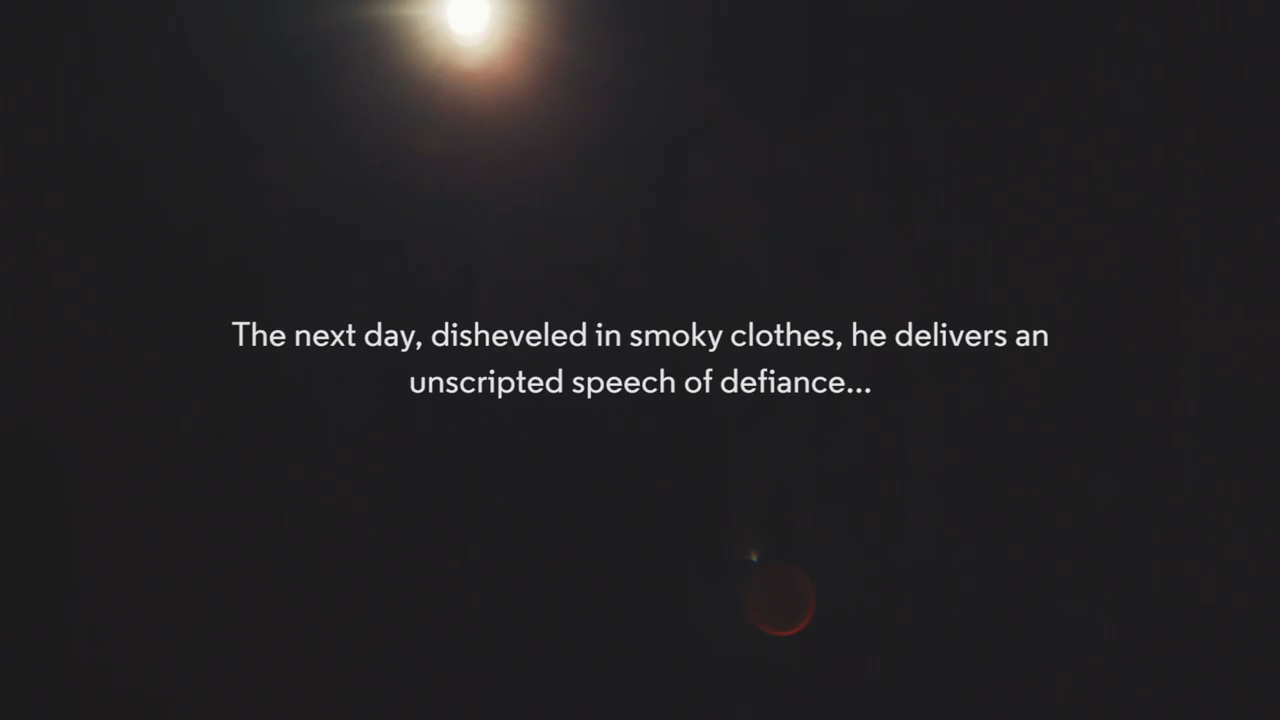 The next day, disheveled in smoky clothes, he delivers an
unscripted speech of defiance...